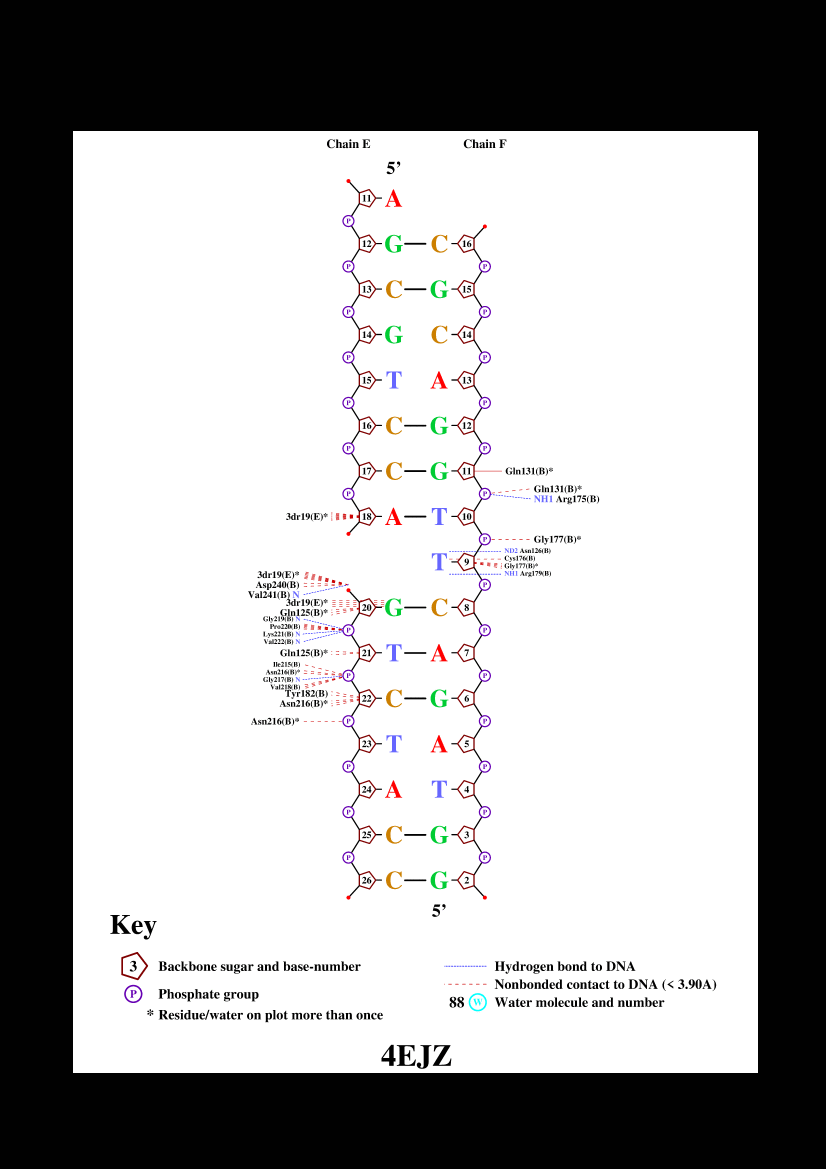 Chain E Chain F
5'
11 A
P
12 G C 16
P P
13 C G 15
P P
14 G C 14
P P
15 T A 13
P P
16 C G 12
P P
17 C G 11 Gln131(B)*
P P Gln131(B)*
NH1 Arg175(B)
3dr19(E)* 18 A T 10
P Gly177(B)*
ND2 Asn126(B)
T 9 Cys176(B)
Gly177(B)*
NH1 Arg179(B)
3dr19(E)*
Asp240(B) P
Val241(B) N
3dr19(E)* 20 G C 8
Gln125(B)*
Gly219(B) N
Pro220(B) P P
Lys221(B) N
Val222(B) N
Gln125(B)* 21 T A 7
Ile215(B)
Asn216(B)* P P
Gly217(B) N
Val218(B)
Tyr182(B) 22 C G 6
Asn216(B)*
Asn216(B)* P P
23 T A 5
P P
24 A T 4
P P
25 C G 3
P P
26 C G 2
5'
Key
3 Backbone sugar and base-number
P Phosphate group
* Residue/water on plot more than once
Hydrogen bond to DNA
Nonbonded contact to DNA (< 3.90A)
88 W Water molecule and number
4EJZ